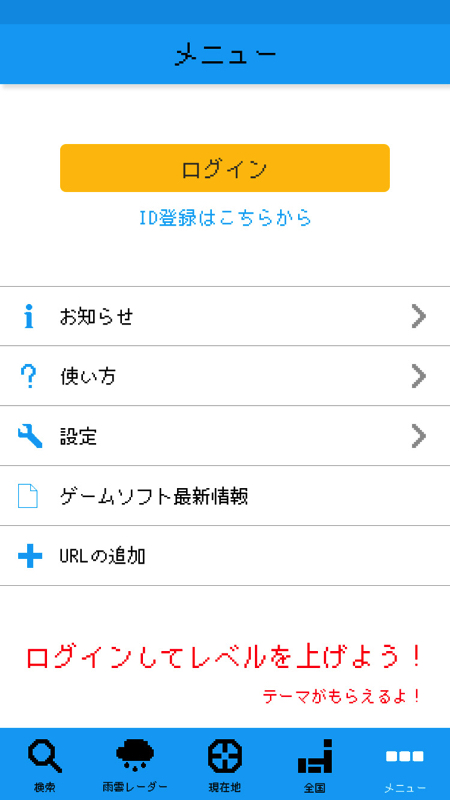 メニュー
ログイン
ID登録はこちらから
お知らせ
使い方
設定
ゲームソフト最新情報
URLの追加
ログインしてレベルを上げよう！
テーマがもらえるよ！
検索
雨雲レーダー
現在地
全国
メニュー